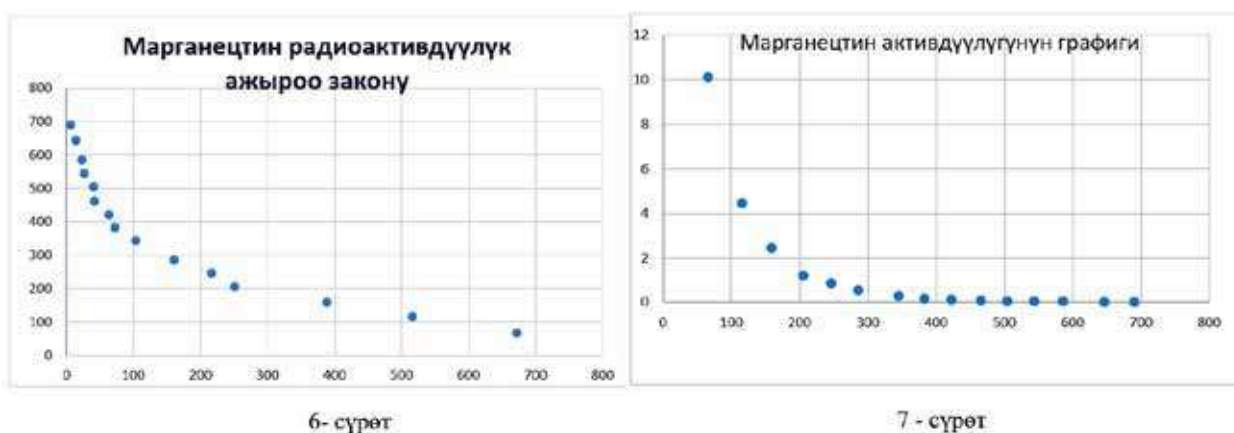 Марганецтин радиоактивдүүлүк
ажыроо закону
800
700
600
500
400
300
200
100
0
0 100 200 300 400 500 600 700 800
6- сүрөт
Марганецтин активдүүлүгүнүн графиги
12
10
8
6
4
2
0
0 100 200 300 400 500 600 700 800
7 - сүрөт